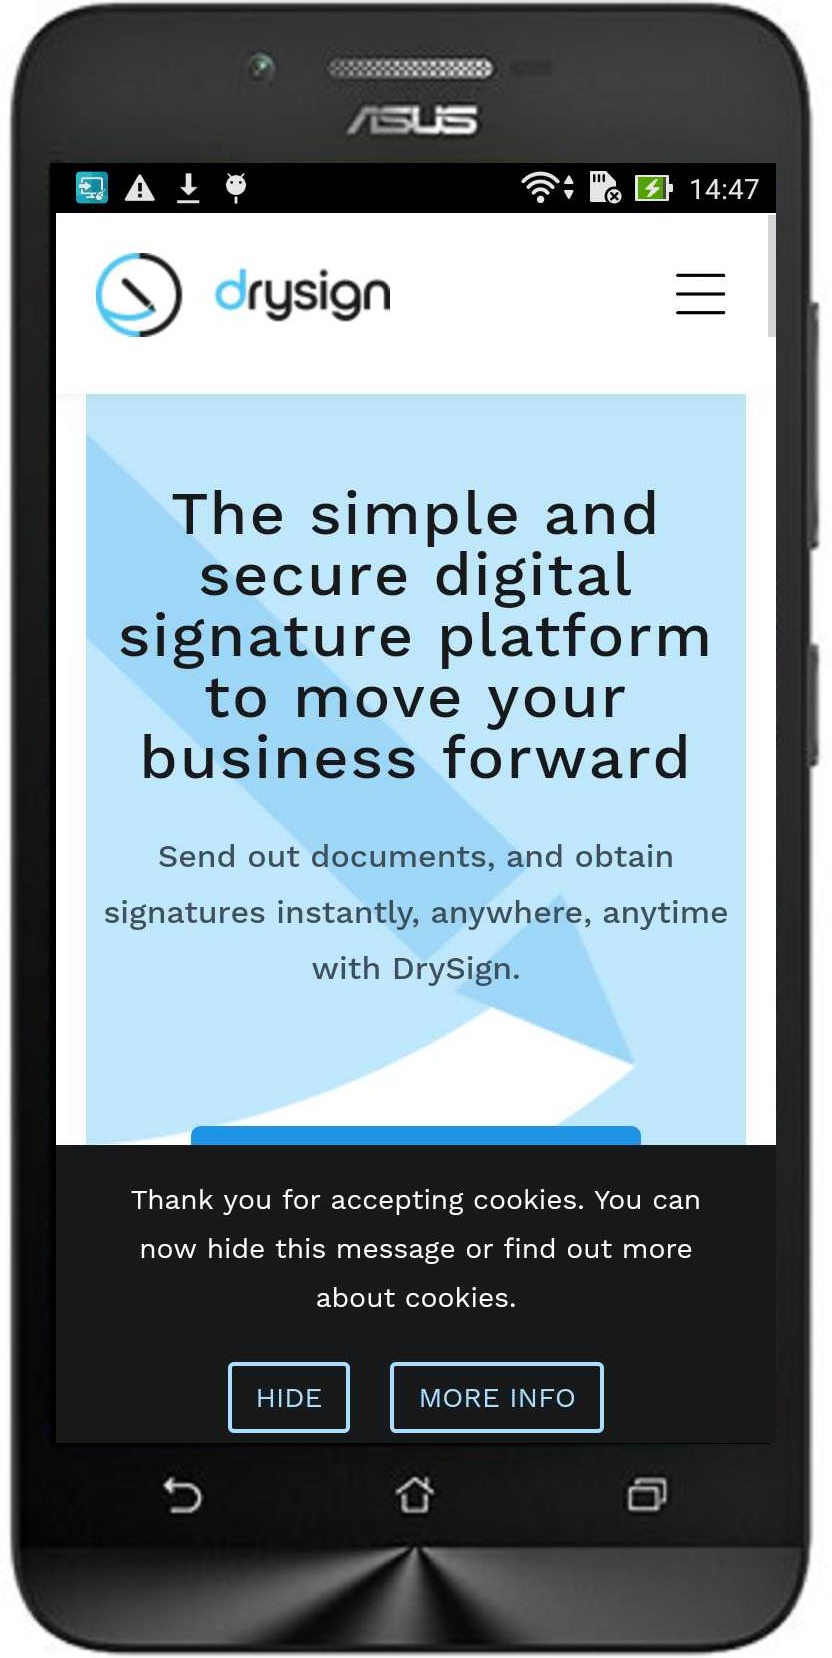 ASUS
14:47
drysign
The simple and
secure digital
signature platform
to move your
business forward
Send out documents, and obtain
signatures instantly, anywhere, anytime
with DrySign.
Thank you for accepting cookies. You can
now hide this message or find out more
about cookies.
HIDE
MORE INFO